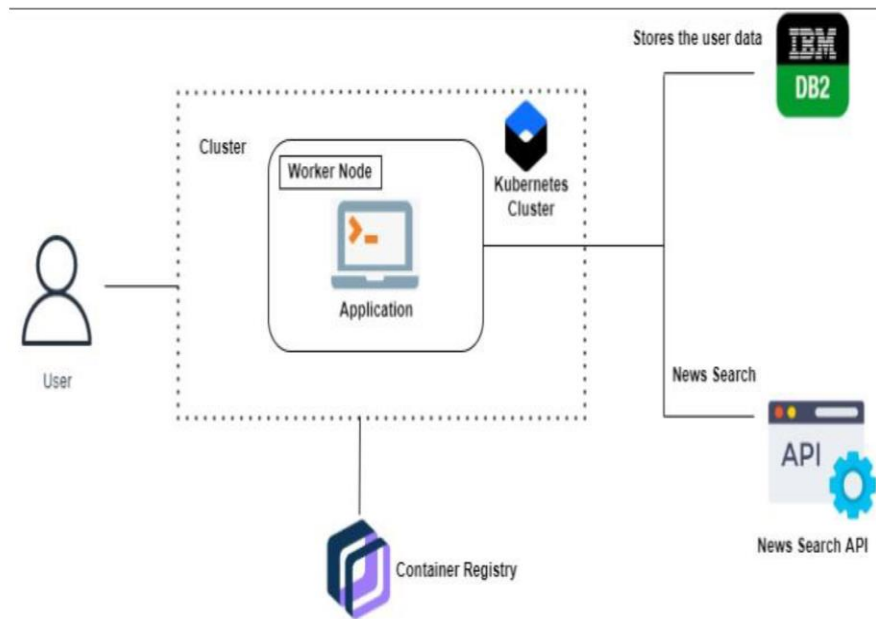 Stores the user data
IBM
DB2
Cluster
Worker Node
Kubernetes
Cluster
Application
User
News Search
API
News Search API
Container Registry